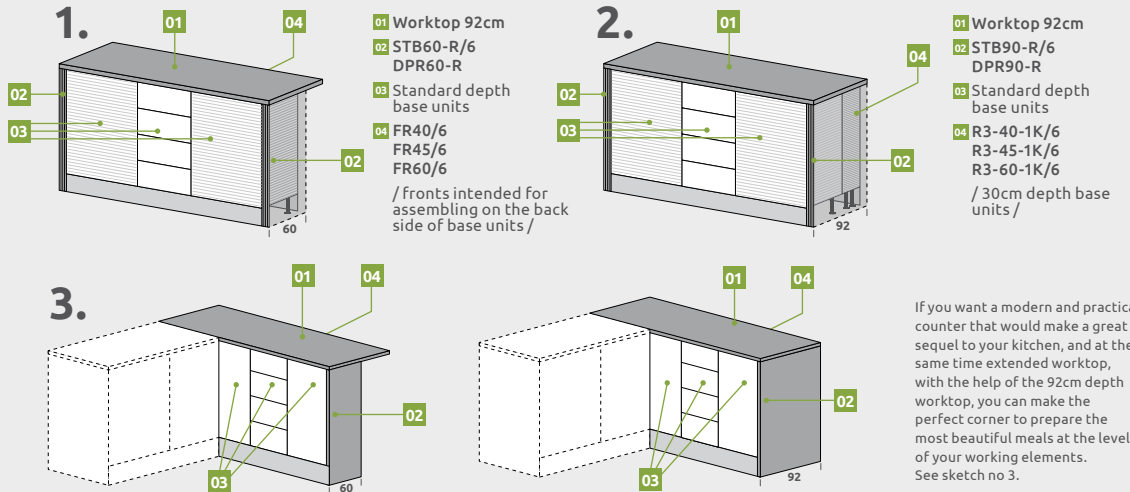 1.
01
04
02
03
02
60
01 Worktop 92cm
02 STB60-R/6
DPR60-R
03 Standard depth
base units
04 FR40/6
FR45/6
FR60/6
/ fronts intended for
assembling on the back
side of base units /
2.
01
04
02
03
02
92
01 Worktop 92cm
02 STB90-R/6
DPR90-R
03 Standard depth
base units
04 R3-40-1K/6
R3-45-1K/6
R3-60-1K/6
/ 30cm depth base
units /
3.
01
04
02
03
60
01
04
02
03
92
If you want a modern and practica
counter that would make a great
sequel to your kitchen, and at the
same time extended worktop,
with the help of the 92cm depth
worktop, you can make the
perfect corner to prepare the
most beautiful meals at the level
of your working elements.
See sketch no 3.